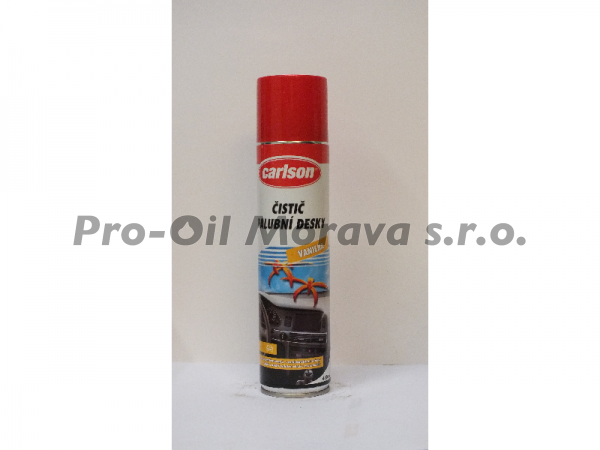 carlson
ČISTIČ
PALUBNÍ DESKY
Pro-Oil Morava s.r.o.
VANILKA